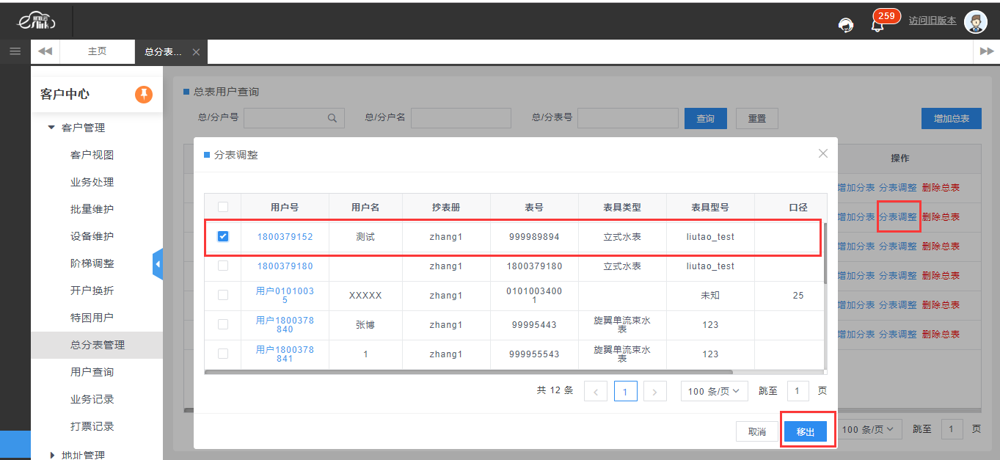 259
访问旧版本
主页
总分表...
客户中心
客户管理
客户视图
业务处理
批量维护
设备维护
阶梯调整
开户换折
特困用户
总分表管理
用户查询
业务记录
打票记录
地址管理
总表用户查询
总/分户号
总/分户名
总/分表号
查询
重置
增加总表
操作
增加分表 分表调整 删除总表
增加分表 分表调整 删除总表
增加分表 分表调整 删除总表
增加分表 分表调整 删除总表
增加分表 分表调整 删除总表
增加分表 分表调整 删除总表
分表调整
用户号 用户名 抄表册 表号 表具类型 表具型号 口径
1800379152 测试 zhang1 999989894 立式水表 liutao_test
1800379180 zhang1 1800379180 立式水表 liutao_test
用户0101003
5
XXXXX zhang1
0101003400
1
未知 25
用户1800378
840
张博 zhang1 99995443
旋翼单流束水
表
123
用户1800378
841
1 zhang1 999955543
旋翼单流束水
表
123
共 12 条 1 100 条/页 跳至 1 页
取消 移出
100 条/页 跳至 1 页